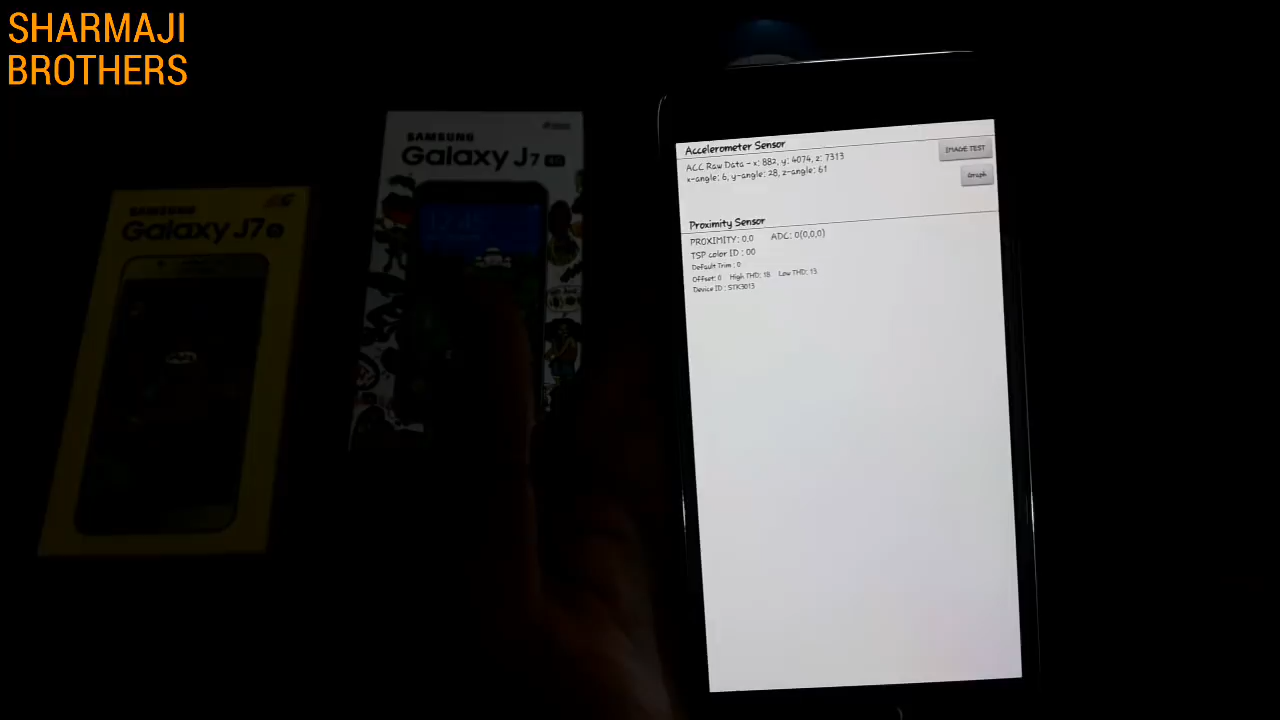 SHARMAJI
BROTHERS
SAMSUNG
Galaxy J7
SAMSUNG
Galaxy J7 6
Accelerometer Sensor
ACC Raw Data - x: 882, y: 4074, z: 7313
x-angle: 6, y-angle: 28, z-angle: 61
IMAGE TEST
Graph
Proximity Sensor
PROXIMITY: 0.0 ADC: 0(0,0,0)
TSP color ID : 00
Default Trim : 0
Offset: 0 High THD: 18 Low THD: 13
Device ID : STK3013